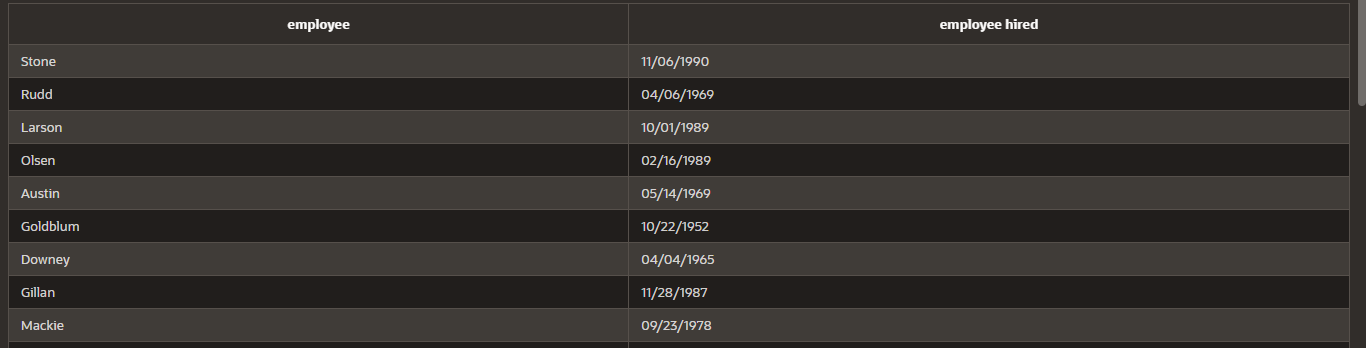 employee employee hired
Stone 11/06/1990
Rudd 04/06/1969
Larson 10/01/1989
Olsen 02/16/1989
Austin 05/14/1969
Goldblum 10/22/1952
Downey 04/04/1965
Gillan 11/28/1987
Mackie 09/23/1978